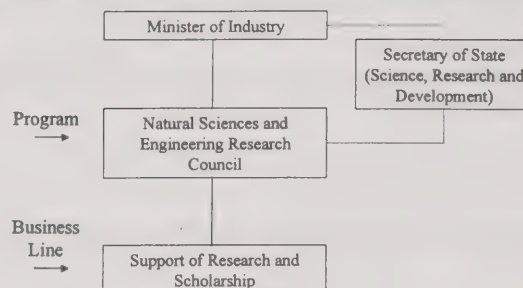 Minister of Industry
Secretary of State
(Science, Research and
Development)
Program
Natural Sciences and
Engineering Research
Council
Business
Line
Support of Research and
Scholarship